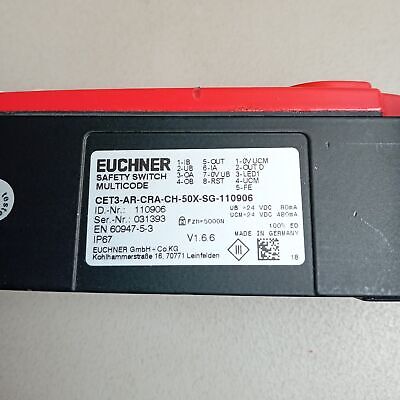 EUCHNER
SAFETY SWITCH
MULTICODE
1-IB 5-OUT 1-0V UCM
2-UB 6-IA 2-OUT D
3-OA 7-0V UB 3-LED1
4-OB 8-RST 4-UCM
5-FE
CET3-AR-CRA-CH-50X-SG-110906
ID.-Nr.: 110906 UB =24 VDC 80mA
Ser.-Nr.: 031393 Fzh=5000N UCM=24 VDC 480mA
EN 60947-5-3 100% ED
IP67 V1.6.6 MADE IN GERMANY
EUCHNER GmbH - Co KG
Kohlhammerstraße 16, 70771 Leinfelden
III 18